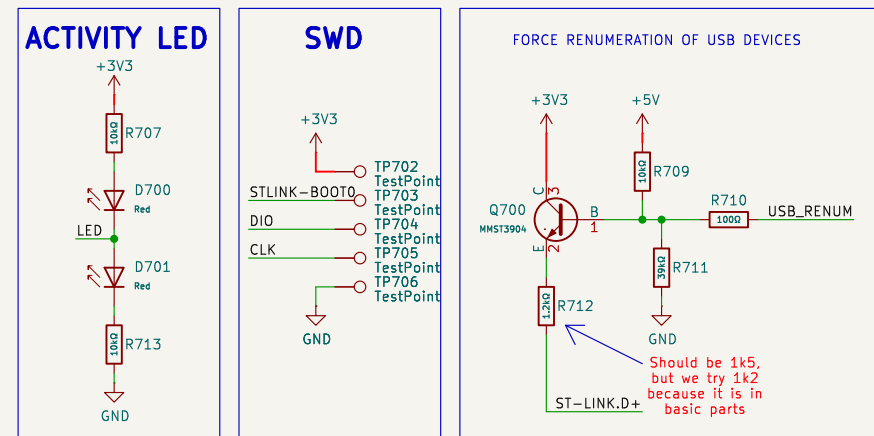 ACTIVITY LED
+3V3
10kΩ
R707
D700
Red
LED
D701
Red
10kΩ
R713
GND
SWD
+3V3
TP702
TestPoint
STLINK-BOOT0
TP703
TestPoint
DIO
TP704
TestPoint
CLK
TP705
TestPoint
TP706
TestPoint
GND
FORCE RENUMERATION OF USB DEVICES
+3V3
+5V
10kΩ
R709
C
3
Q700
MMST3904
B
1
E
2
R710
100Ω
USB_RENUM
39kΩ
R711
GND
1.2kΩ
R712
Should be 1k5,
but we try 1k2
because it is in
basic parts
ST-LINK.D+